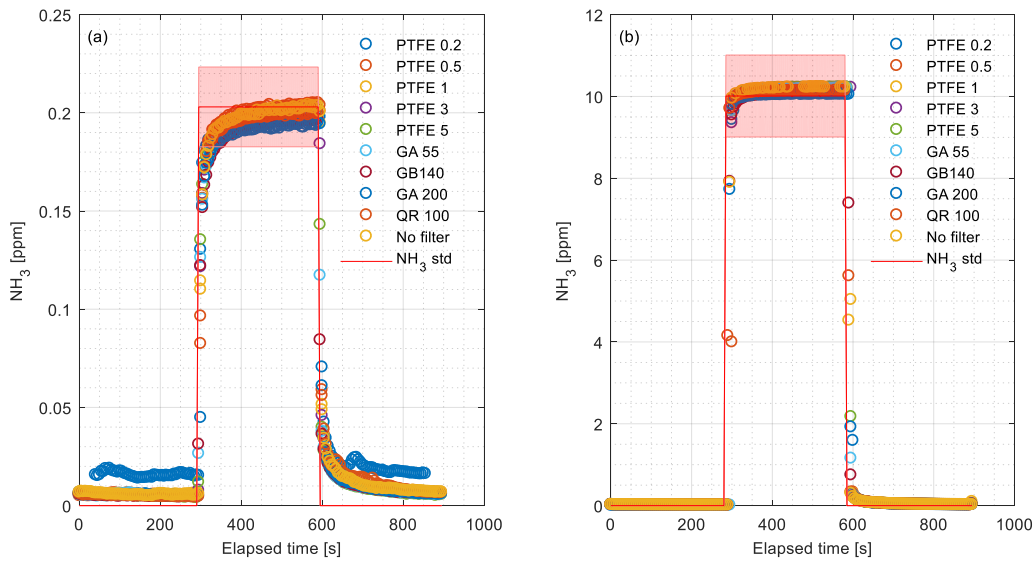 (a)
0.25
0.2
0.15
0.1
0.05
0
NH3 [ppm]
0
200
400
600
800
1000
Elapsed time [s]
PTFE 0.2
PTFE 0.5
PTFE 1
PTFE 3
PTFE 5
GA 55
GB140
GA 200
QR 100
No filter
NH3 std
(b)
12
10
8
6
4
2
0
NH3 [ppm]
0
200
400
600
800
1000
Elapsed time [s]
PTFE 0.2
PTFE 0.5
PTFE 1
PTFE 3
PTFE 5
GA 55
GB140
GA 200
QR 100
No filter
NH3 std